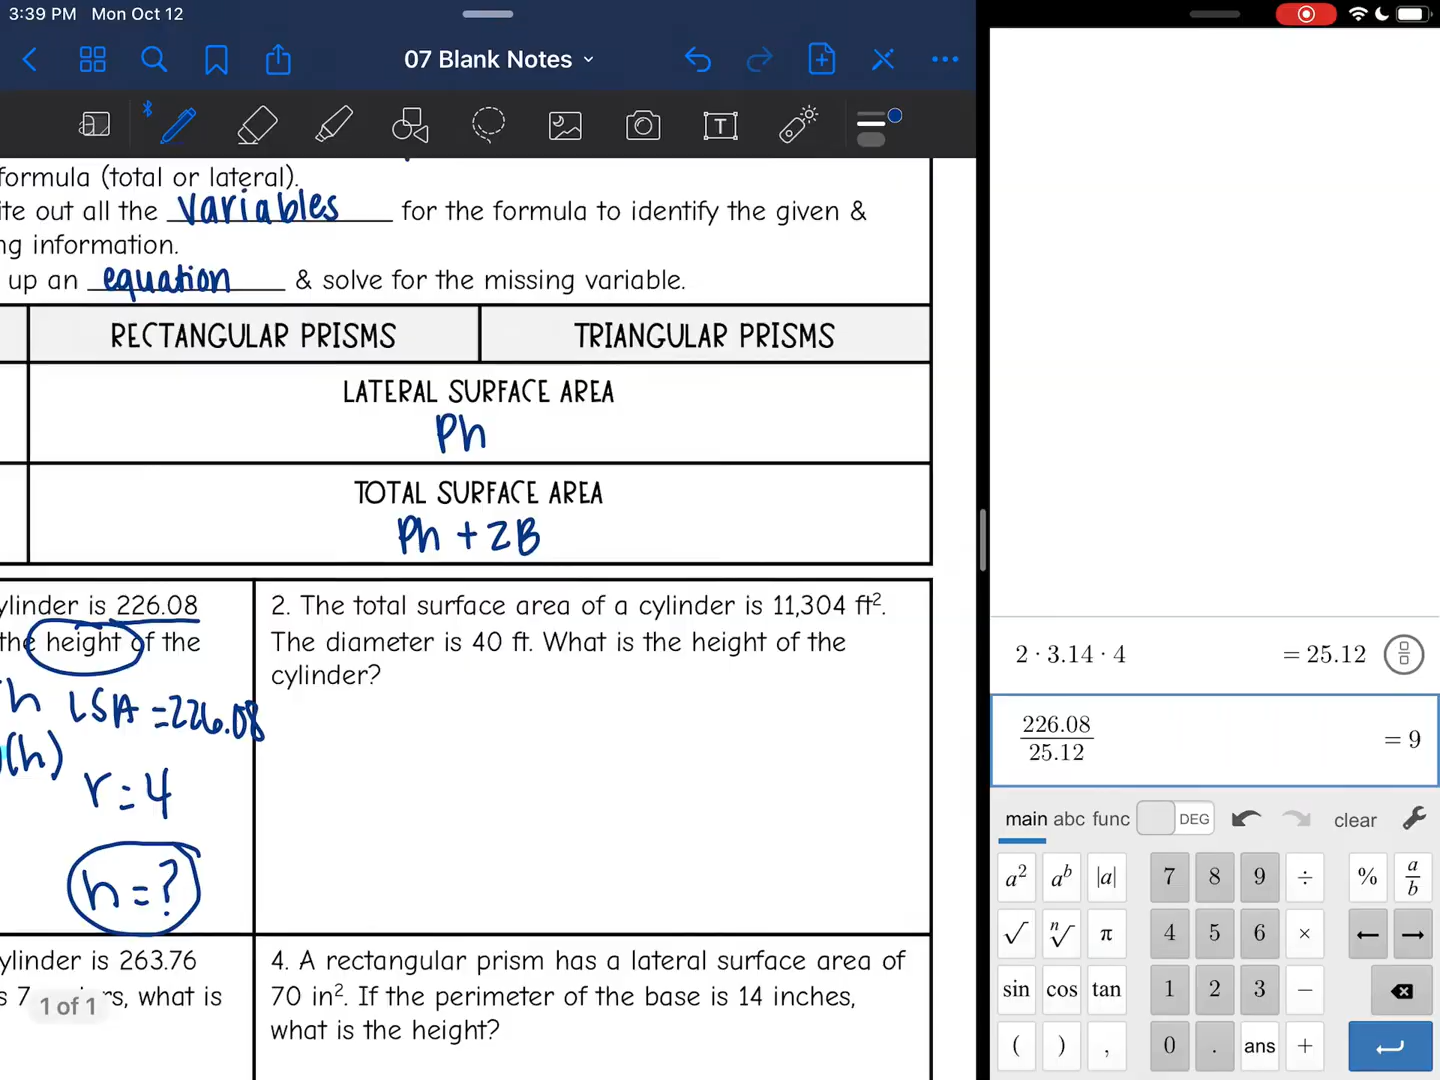 3:39 PM Mon Oct 12
07 Blank Notes
formula (total or lateral).
ite out all the variables for the formula to identify the given &
ng information.
up an equation & solve for the missing variable.
RECTANGULAR PRISMS
TRIANGULAR PRISMS
LATERAL SURFACE AREA
Ph
TOTAL SURFACE AREA
Ph + 2B
ylinder is 226.08
the height of the
h LSA = 226.08
(h)
r = 4
h = ?
2. The total surface area of a cylinder is 11,304 ft².
The diameter is 40 ft. What is the height of the
cylinder?
ylinder is 263.76
s 7 rs, what is
1 of 1
4. A rectangular prism has a lateral surface area of
70 in². If the perimeter of the base is 14 inches,
what is the height?
2 · 3.14 · 4 = 25.12
226.08
25.12
= 9
main abc func DEG clear
a² aᵇ |a| 7 8 9 ÷ % a/b
√ ⁿ√ π 4 5 6 × ← →
sin cos tan 1 2 3 −
( ) , 0 . ans +